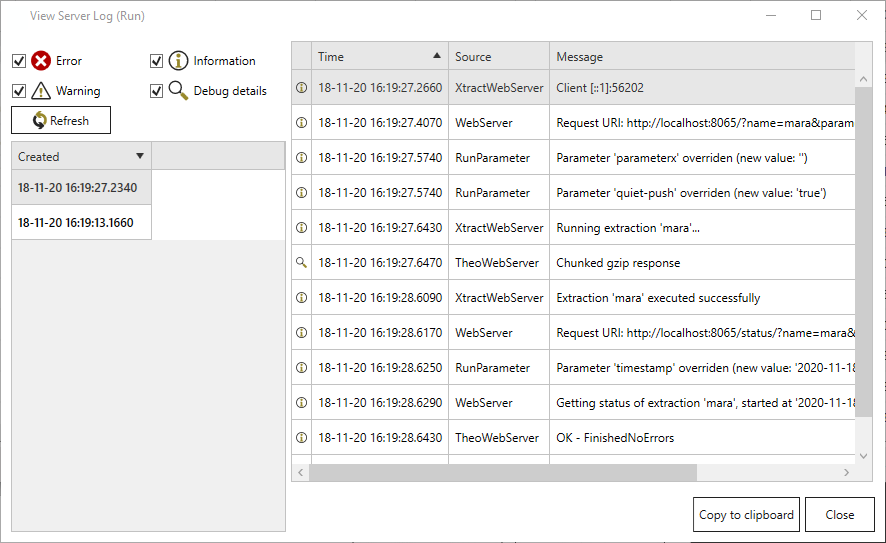 View Server Log (Run)
Error
Information
Warning
Debug details
Refresh
Created
18-11-20 16:19:27.2340
18-11-20 16:19:13.1660
Time Source Message
18-11-20 16:19:27.2660 XtractWebServer Client [::1]:56202
18-11-20 16:19:27.4070 WebServer Request URI: http://localhost:8065/?name=mara&param
18-11-20 16:19:27.5740 RunParameter Parameter 'parameterx' overriden (new value: '')
18-11-20 16:19:27.5740 RunParameter Parameter 'quiet-push' overriden (new value: 'true')
18-11-20 16:19:27.6430 XtractWebServer Running extraction 'mara'...
18-11-20 16:19:27.6470 TheoWebServer Chunked gzip response
18-11-20 16:19:28.6090 XtractWebServer Extraction 'mara' executed successfully
18-11-20 16:19:28.6170 WebServer Request URI: http://localhost:8065/status/?name=mara&
18-11-20 16:19:28.6250 RunParameter Parameter 'timestamp' overriden (new value: '2020-11-18
18-11-20 16:19:28.6290 WebServer Getting status of extraction 'mara', started at '2020-11-18
18-11-20 16:19:28.6430 TheoWebServer OK - FinishedNoErrors
Copy to clipboard
Close